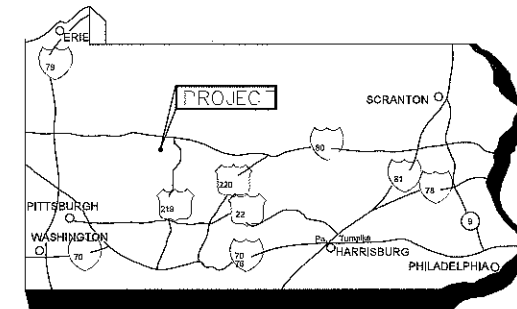 ERIE
79
PROJECT
SCRANTON
80
220
81
78
219
22
PITTSBURGH
9
WASHINGTON
70
70
76
Pa. Turnpike
HARRISBURG
PHILADELPHIA